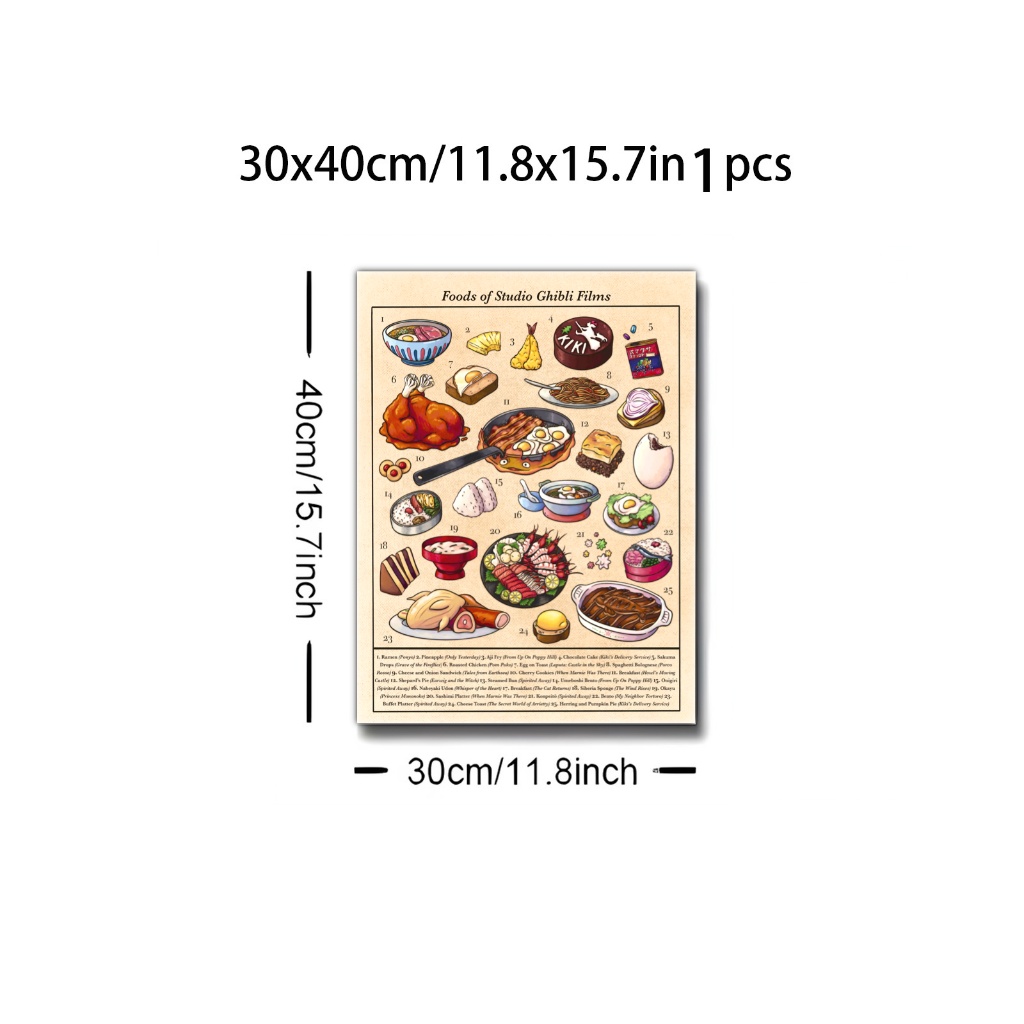 30x40cm/11.8x15.7in 1 pcs
40cm/15.7inch
Foods of Studio Ghibli Films
1
2
3
4
5
KIKI
6
7
8
9
10
11
12
13
14
15
16
17
18
19
20
21
22
23
24
25
1. Ramen (Ponyo) 2. Pineapple (Only Yesterday) 3. Aji Fry (From Up On Poppy Hill) 4. Chocolate Cake (Kiki's Delivery Service) 5. Sakuma
Drops (Grave of the Fireflies) 6. Roasted Chicken (Pom Poko) 7. Egg on Toast (Laputa: Castle in the Sky) 8. Spaghetti Bolognese (Porco
Rosso) 9. Cheese and Onion Sandwich (Tales from Earthsea) 10. Cherry Cookies (When Marnie Was There) 11. Breakfast (Howl's Moving
Castle) 12. Shepard's Pie (Earwig and the Witch) 13. Steamed Bun (Spirited Away) 14. Umeboshi Bento (From Up On Poppy Hill) 15. Onigiri
(Spirited Away) 16. Nabeyaki Udon (Whisper of the Heart) 17. Breakfast (The Cat Returns) 18. Siberia Sponge (The Wind Rises) 19. Okayu
(Princess Mononoke) 20. Sashimi Platter (When Marnie Was There) 21. Konpeitō (Spirited Away) 22. Bento (My Neighbor Totoro) 23.
Buffet Platter (Spirited Away) 24. Cheese Toast (The Secret World of Arrietty) 25. Herring and Pumpkin Pie (Kiki's Delivery Service)
30cm/11.8inch